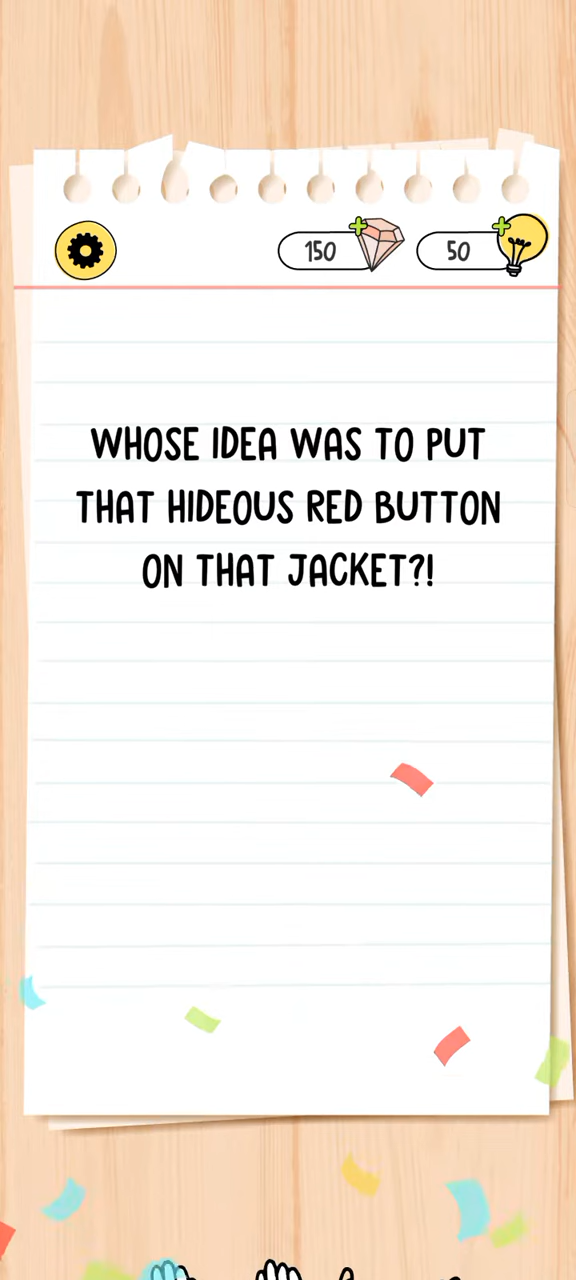 150
50
WHOSE IDEA WAS TO PUT
THAT HIDEOUS RED BUTTON
ON THAT JACKET?!